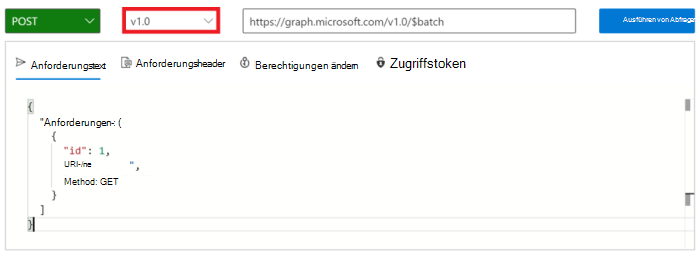 POST v1.0 https://graph.microsoft.com/v1.0/$batch Ausführen von Abfrage
Anforderungstext Anforderungsheader Berechtigungen ändern Zugriffstoken
{
"Anforderungen-: (
{
"id": 1,
URI-/ne ",
Method: GET
}
]
}